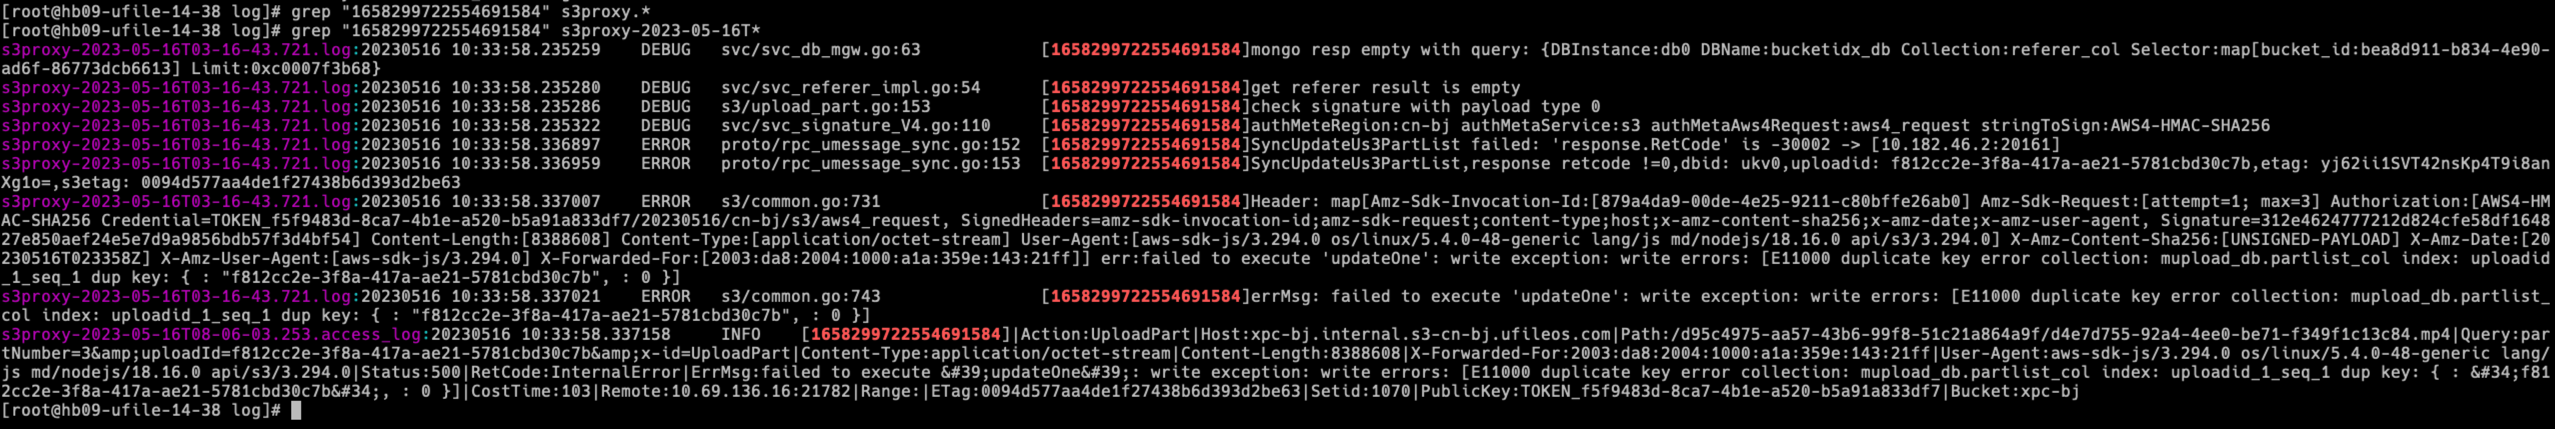 [root@hb09-ufile-14-38 log]# grep "1658299722554691584" s3proxy.*
[root@hb09-ufile-14-38 log]# grep "1658299722554691584" s3proxy-2023-05-16T*
s3proxy-2023-05-16T03-16-43.721.log:20230516 10:33:58.235259    DEBUG   svc/svc_db_mgw.go:63            [1658299722554691584]mongo resp empty with query: {DBInstance:db0 DBName:bucketidx_db Collection:referer_col Selector:map[bucket_id:bea8d911-b834-4e90-
ad6f-86773dcb6613] Limit:0xc0007f3b68}
s3proxy-2023-05-16T03-16-43.721.log:20230516 10:33:58.235280    DEBUG   svc/svc_referer_impl.go:54      [1658299722554691584]get referer result is empty
s3proxy-2023-05-16T03-16-43.721.log:20230516 10:33:58.235286    DEBUG   s3/upload_part.go:153           [1658299722554691584]check signature with payload type 0
s3proxy-2023-05-16T03-16-43.721.log:20230516 10:33:58.235322    DEBUG   svc/svc_signature_V4.go:110     [1658299722554691584]authMeteRegion:cn-bj authMetaService:s3 authMetaAws4Request:aws4_request stringToSign:AWS4-HMAC-SHA256
s3proxy-2023-05-16T03-16-43.721.log:20230516 10:33:58.336897    ERROR   proto/rpc_umessage_sync.go:152  [1658299722554691584]SyncUpdateUs3PartList failed: 'response.RetCode' is -30002 -> [10.182.46.2:20161]
s3proxy-2023-05-16T03-16-43.721.log:20230516 10:33:58.336959    ERROR   proto/rpc_umessage_sync.go:153  [1658299722554691584]SyncUpdateUs3PartList,response retcode !=0,dbid: ukv0,uploadid: f812cc2e-3f8a-417a-ae21-5781cbd30c7b,etag: yj62ii1SVT42nsKp4T9i8an
Xg1o=,s3etag: 0094d577aa4de1f27438b6d393d2be63
s3proxy-2023-05-16T03-16-43.721.log:20230516 10:33:58.337007    ERROR   s3/common.go:731                [1658299722554691584]Header: map[Amz-Sdk-Invocation-Id:[879a4da9-00de-4e25-9211-c80bffe26ab0] Amz-Sdk-Request:[attempt=1; max=3] Authorization:[AWS4-HM
AC-SHA256 Credential=TOKEN_f5f9483d-8ca7-4b1e-a520-b5a91a833df7/20230516/cn-bj/s3/aws4_request, SignedHeaders=amz-sdk-invocation-id;amz-sdk-request;content-type;host;x-amz-content-sha256;x-amz-date;x-amz-user-agent, Signature=312e4624777212d824cfe58df1648
27e850aef24e5e7d9a9856bdb57f3d4bf54] Content-Length:[8388608] Content-Type:[application/octet-stream] User-Agent:[aws-sdk-js/3.294.0 os/linux/5.4.0-48-generic lang/js md/nodejs/18.16.0 api/s3/3.294.0] X-Amz-Content-Sha256:[UNSIGNED-PAYLOAD] X-Amz-Date:[20
230516T023358Z] X-Amz-User-Agent:[aws-sdk-js/3.294.0] X-Forwarded-For:[2003:da8:2004:1000:a1a:359e:143:21ff]] err:failed to execute 'updateOne': write exception: write errors: [E11000 duplicate key error collection: mupload_db.partlist_col index: uploadid
_1_seq_1 dup key: { : "f812cc2e-3f8a-417a-ae21-5781cbd30c7b", : 0 }]
s3proxy-2023-05-16T03-16-43.721.log:20230516 10:33:58.337021    ERROR   s3/common.go:743                [1658299722554691584]errMsg: failed to execute 'updateOne': write exception: write errors: [E11000 duplicate key error collection: mupload_db.partlist_
col index: uploadid_1_seq_1 dup key: { : "f812cc2e-3f8a-417a-ae21-5781cbd30c7b", : 0 }]
s3proxy-2023-05-16T08-06-03.253.access_log:20230516 10:33:58.337158     INFO    [1658299722554691584]|Action:UploadPart|Host:xpc-bj.internal.s3-cn-bj.ufileos.com|Path:/d95c4975-aa57-43b6-99f8-51c21a864a9f/d4e7d755-92a4-4ee0-be71-f349f1c13c84.mp4|Query:par
tNumber=3&amp;uploadId=f812cc2e-3f8a-417a-ae21-5781cbd30c7b&amp;x-id=UploadPart|Content-Type:application/octet-stream|Content-Length:8388608|X-Forwarded-For:2003:da8:2004:1000:a1a:359e:143:21ff|User-Agent:aws-sdk-js/3.294.0 os/linux/5.4.0-48-generic lang/
js md/nodejs/18.16.0 api/s3/3.294.0|Status:500|RetCode:InternalError|ErrMsg:failed to execute &#39;updateOne&#39;: write exception: write errors: [E11000 duplicate key error collection: mupload_db.partlist_col index: uploadid_1_seq_1 dup key: { : &#34;f8
12cc2e-3f8a-417a-ae21-5781cbd30c7b&#34;, : 0 }]|CostTime:103|Remote:10.69.136.16:21782|Range:|ETag:0094d577aa4de1f27438b6d393d2be63|Setid:1070|PublicKey:TOKEN_f5f9483d-8ca7-4b1e-a520-b5a91a833df7|Bucket:xpc-bj
[root@hb09-ufile-14-38 log]#